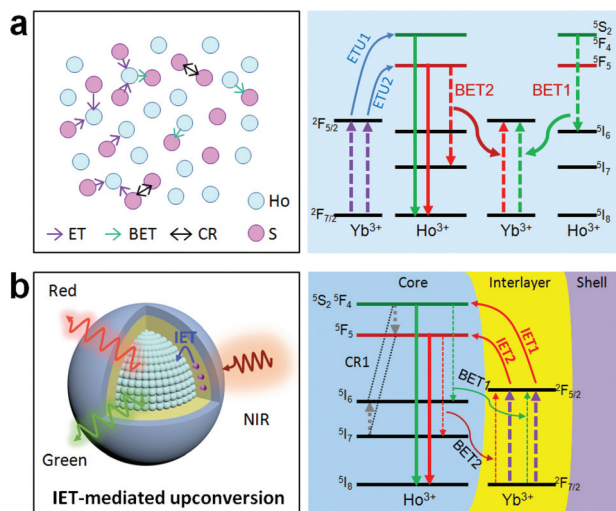 a
Ho
S
ET
BET
CR
ETU1
ETU2
BET2
BET1
⁵S₂
⁵F₄
⁵F₅
²F₅/₂
⁵I₆
⁵I₇
²F₇/₂
⁵I₈
Yb³⁺
Ho³⁺
Yb³⁺
Ho³⁺
b
Red
IET
NIR
Green
IET-mediated upconversion
Core
Interlayer
Shell
⁵S₂ ⁵F₄
⁵F₅
IET1
IET2
CR1
BET1
⁵I₆
²F₅/₂
⁵I₇
BET2
⁵I₈
²F₇/₂
Ho³⁺
Yb³⁺